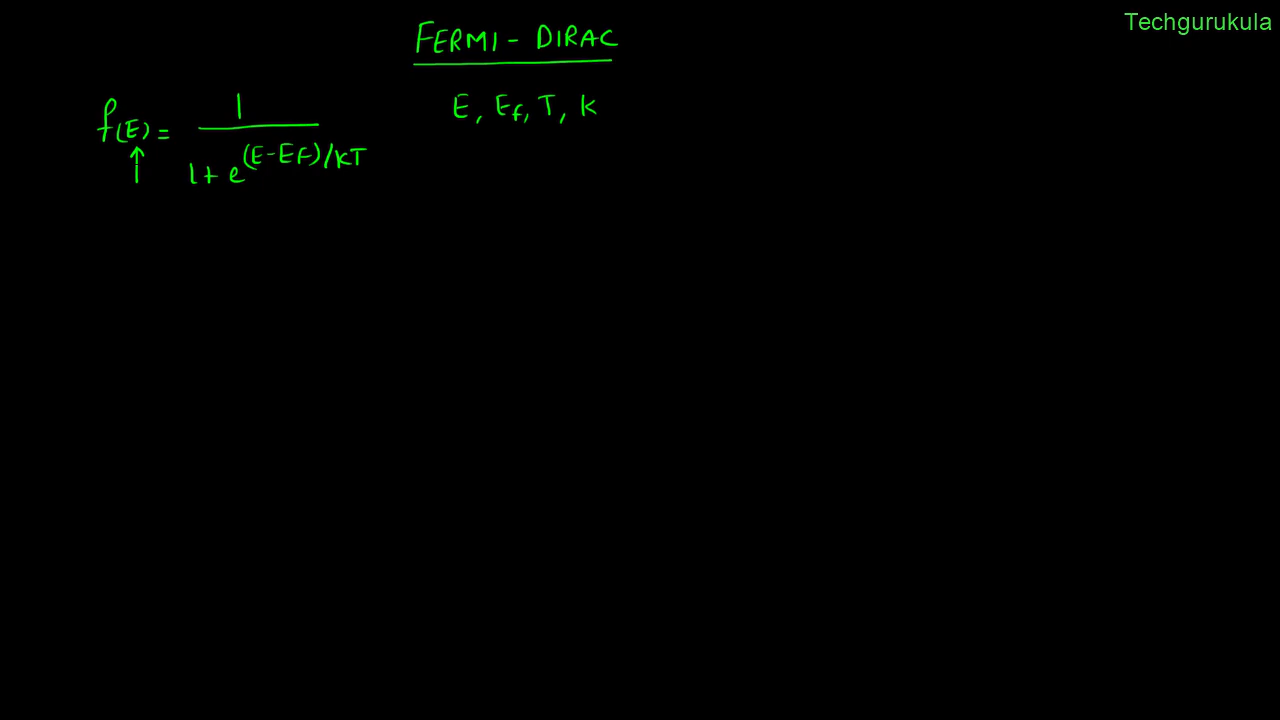 Techgurukula
FERMI - DIRAC
f(E) = 1 / 1 + e^(E-EF)/KT
E, Ef, T, K